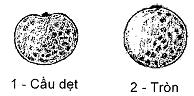 1 - Cầu dẹt
2 - Tròn